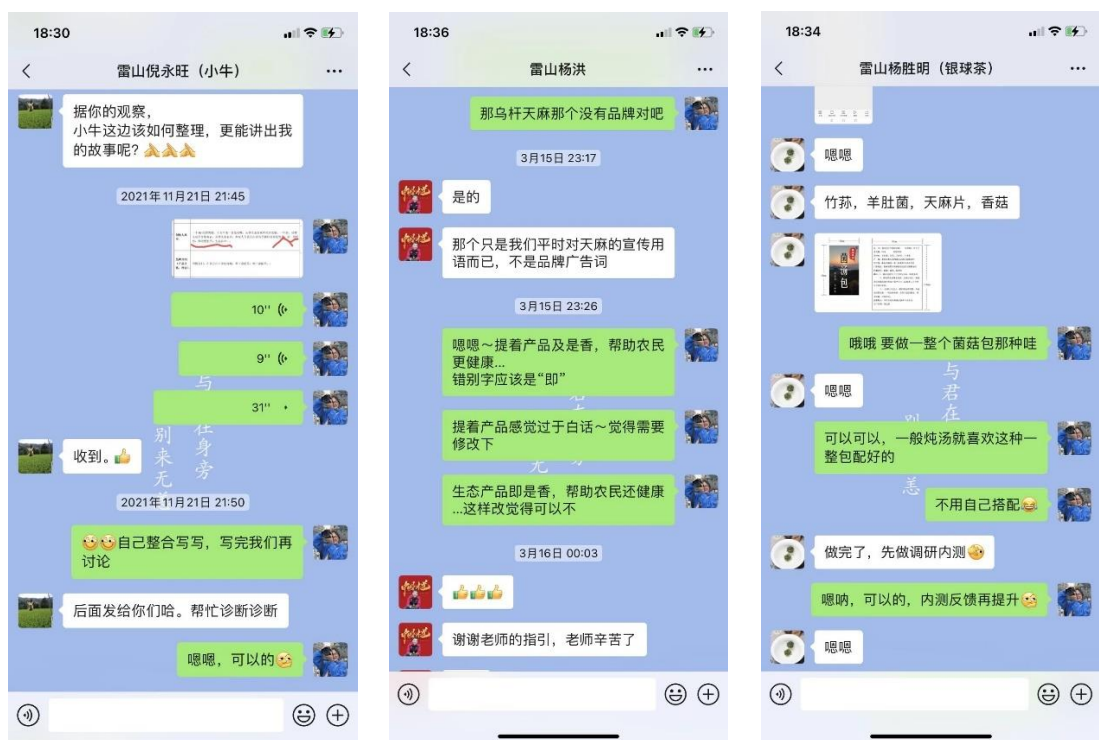 18:30
雷山倪永旺（小牛）
据你的观察，
小牛这边该如何整理，更能讲出我
的故事呢？
2021年11月21日 21:45
10''
9''
31''
收到。
2021年11月21日 21:50
自己整合写写，写完我们再
讨论
后面发给你们哈。帮忙诊断诊断
嗯嗯，可以的
18:36
雷山杨洪
那乌杆天麻那个没有品牌对吧
3月15日 23:17
是的
那个只是我们平时对天麻的宣传用
语而已，不是品牌广告词
3月15日 23:26
嗯嗯～提着产品及是香，帮助农民
更健康...
错别字应该是“即”
提着产品感觉过于白话～觉得需要
修改下
生态产品即是香，帮助农民还健康
...这样改觉得可以不
3月16日 00:03
谢谢老师的指引，老师辛苦了
18:34
雷山杨胜明（银球茶）
嗯嗯
竹荪，羊肚菌，天麻片，香菇
菌汤包
哦哦 要做一整个菌菇包那种哇
嗯嗯
可以可以，一般炖汤就喜欢这种一
整包配好的
不用自己搭配
做完了，先做调研内测
嗯呐，可以的，内测反馈再提升
嗯嗯